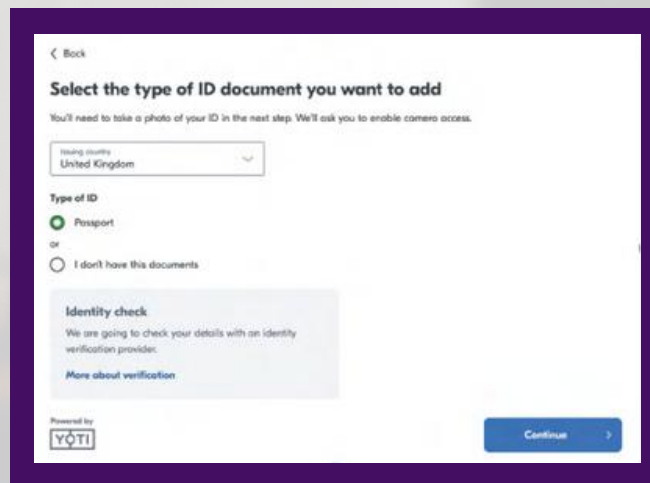 Back
Select the type of ID document you want to add
You'll need to take a photo of your ID in the next step. We'll ask you to enable camera access.
Issuing country
United Kingdom
Type of ID
Passport
or
I don't have this documents
Identity check
We are going to check your details with an identity
verification provider.
More about verification
Powered by
YOTI
Continue